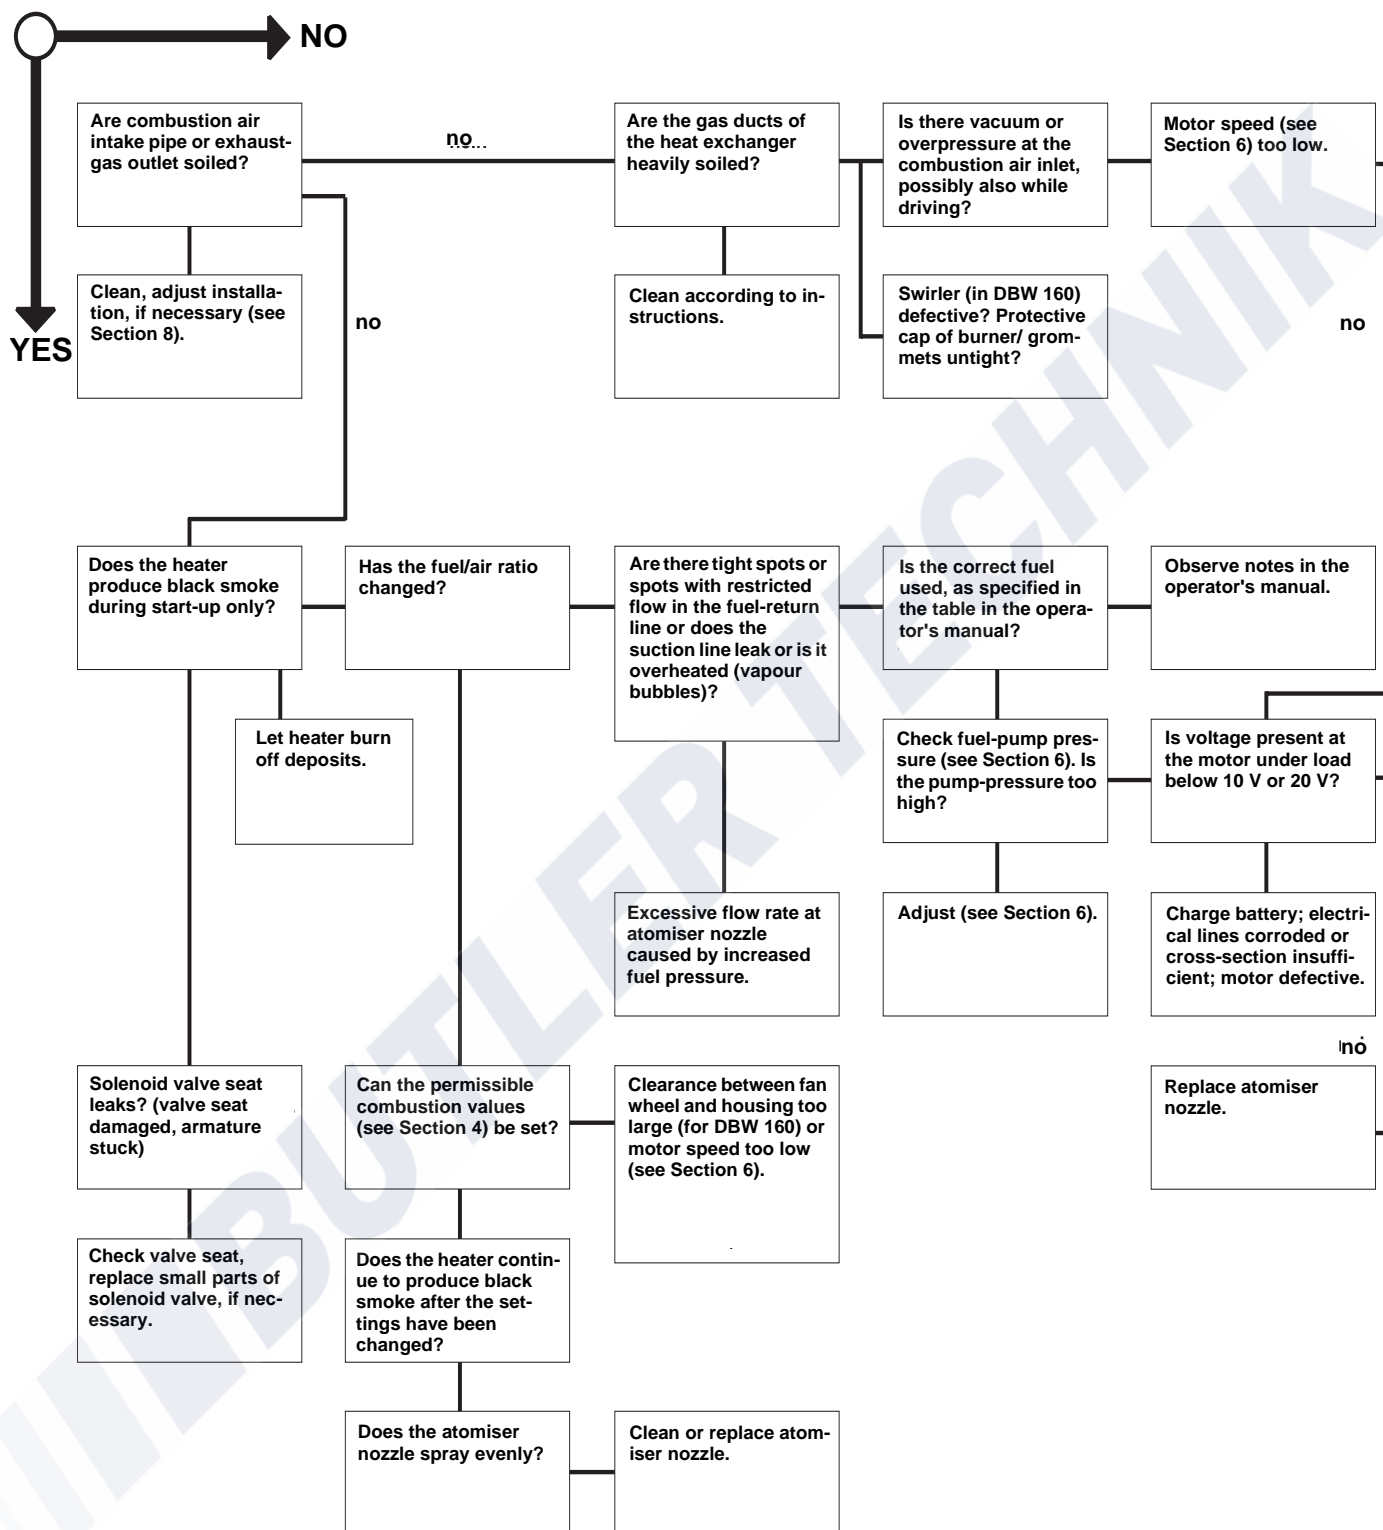 NO
YES
Are combustion air
intake pipe or exhaust-
gas outlet soiled?
no
Are the gas ducts of
the heat exchanger
heavily soiled?
Is there vacuum or
overpressure at the
combustion air inlet,
possibly also while
driving?
Motor speed (see
Section 6) too low.
Clean, adjust installa-
tion, if necessary (see
Section 8).
no
Clean according to in-
structions.
Swirler (in DBW 160)
defective? Protective
cap of burner/ grom-
mets untight?
no
Does the heater
produce black smoke
during start-up only?
Has the fuel/air ratio
changed?
Are there tight spots or
spots with restricted
flow in the fuel-return
line or does the
suction line leak or is it
overheated (vapour
bubbles)?
Is the correct fuel
used, as specified in
the table in the opera-
tor's manual?
Observe notes in the
operator's manual.
Let heater burn
off deposits.
Check fuel-pump pres-
sure (see Section 6). Is
the pump-pressure too
high?
Is voltage present at
the motor under load
below 10 V or 20 V?
Excessive flow rate at
atomiser nozzle
caused by increased
fuel pressure.
Adjust (see Section 6).
Charge battery; electri-
cal lines corroded or
cross-section insuffi-
cient; motor defective.
no
Solenoid valve seat
leaks? (valve seat
damaged, armature
stuck)
Can the permissible
combustion values
(see Section 4) be set?
Clearance between fan
wheel and housing too
large (for DBW 160) or
motor speed too low
(see Section 6).
Replace atomiser
nozzle.
Check valve seat,
replace small parts of
solenoid valve, if nec-
essary.
Does the heater contin-
ue to produce black
smoke after the set-
tings have been
changed?
Does the atomiser
nozzle spray evenly?
Clean or replace atom-
iser nozzle.
BUTLER TECHNIK